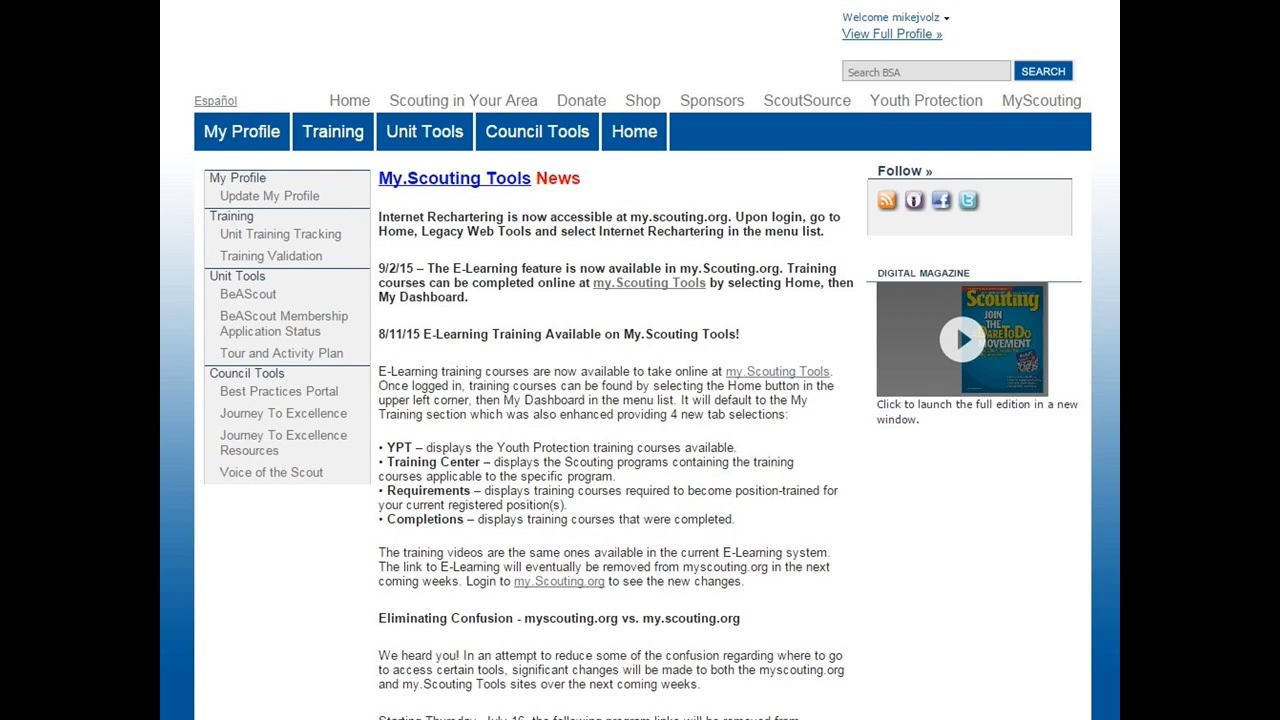 Welcome mikejvolz
View Full Profile »
Search BSA
SEARCH
Español
Home Scouting in Your Area Donate Shop Sponsors ScoutSource Youth Protection MyScouting
My Profile Training Unit Tools Council Tools Home
My Profile
Update My Profile
Training
Unit Training Tracking
Training Validation
Unit Tools
BeAScout
BeAScout Membership
Application Status
Tour and Activity Plan
Council Tools
Best Practices Portal
Journey To Excellence
Journey To Excellence
Resources
Voice of the Scout
My.Scouting Tools News
Internet Rechartering is now accessible at my.scouting.org. Upon login, go to
Home, Legacy Web Tools and select Internet Rechartering in the menu list.
9/2/15 – The E-Learning feature is now available in my.Scouting.org. Training
courses can be completed online at my.Scouting Tools by selecting Home, then
My Dashboard.
8/11/15 E-Learning Training Available on My.Scouting Tools!
E-Learning training courses are now available to take online at my.Scouting Tools.
Once logged in, training courses can be found by selecting the Home button in the
upper left corner, then My Dashboard in the menu list. It will default to the My
Training section which was also enhanced providing 4 new tab selections:
• YPT – displays the Youth Protection training courses available.
• Training Center – displays the Scouting programs containing the training
courses applicable to the specific program.
• Requirements – displays training courses required to become position-trained for
your current registered position(s).
• Completions – displays training courses that were completed.
The training videos are the same ones available in the current E-Learning system.
The link to E-Learning will eventually be removed from myscouting.org in the next
coming weeks. Login to my.Scouting.org to see the new changes.
Eliminating Confusion - myscouting.org vs. my.scouting.org
We heard you! In an attempt to reduce some of the confusion regarding where to go
to access certain tools, significant changes will be made to both the myscouting.org
and my.Scouting Tools sites over the next coming weeks.
Starting Thursday, July 16, the following program links will be removed from
Follow »
DIGITAL MAGAZINE
Scouting
JOIN
THE
DareToDo
MOVEMENT
Click to launch the full edition in a new
window.